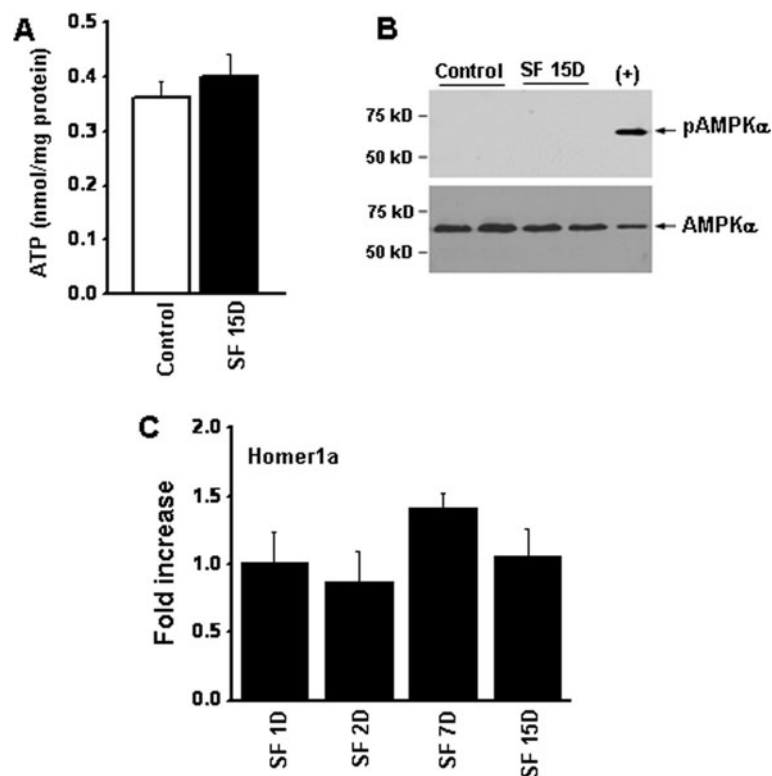 A
ATP (nmol/mg protein)
0.5
0.4
0.3
0.2
0.1
0.0
Control
SF 15D
B
Control SF 15D (+)
75 kD
50 kD
pAMPKα
75 kD
50 kD
AMPKα
C
Homer1a
Fold increase
2.0
1.5
1.0
0.5
0.0
SF 1D
SF 2D
SF 7D
SF 15D